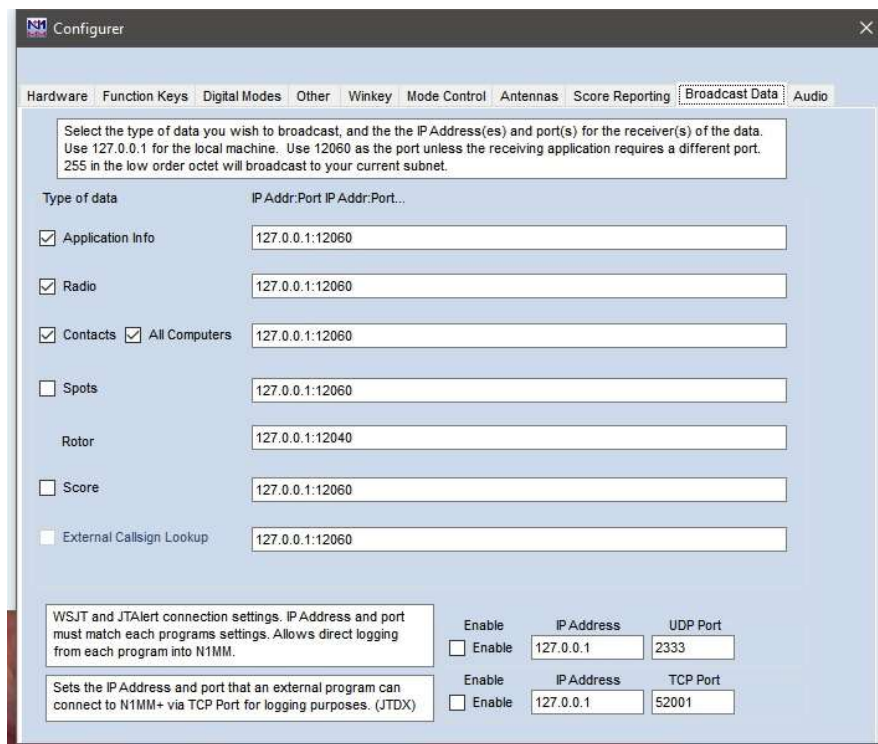 N1MM
Configurer
Hardware Function Keys Digital Modes Other Winkey Mode Control Antennas Score Reporting Broadcast Data Audio
Select the type of data you wish to broadcast, and the the IP Address(es) and port(s) for the receiver(s) of the data.
Use 127.0.0.1 for the local machine. Use 12060 as the port unless the receiving application requires a different port.
255 in the low order octet will broadcast to your current subnet.
Type of data IP Addr:Port IP Addr:Port...
Application Info 127.0.0.1:12060
Radio 127.0.0.1:12060
Contacts All Computers 127.0.0.1:12060
Spots 127.0.0.1:12060
Rotor 127.0.0.1:12040
Score 127.0.0.1:12060
External Callsign Lookup 127.0.0.1:12060
WSJT and JTAlert connection settings. IP Address and port
must match each programs settings. Allows direct logging
from each program into N1MM.
Enable IP Address UDP Port
Enable 127.0.0.1 2333
Sets the IP Address and port that an external program can
connect to N1MM+ via TCP Port for logging purposes. (JTDX)
Enable IP Address TCP Port
Enable 127.0.0.1 52001